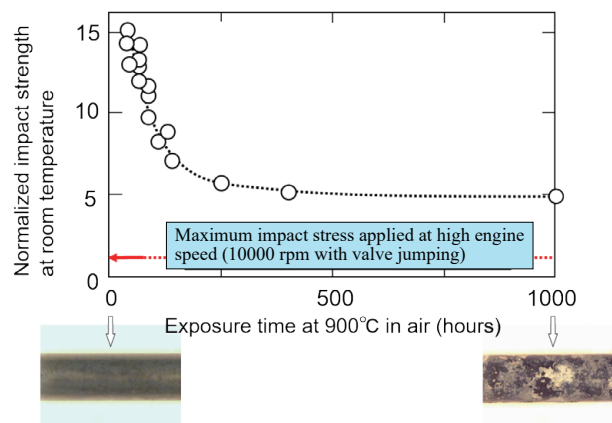 Normalized impact strength
at room temperature
15
10
5
0
Maximum impact stress applied at high engine
speed (10000 rpm with valve jumping)
0
500
1000
Exposure time at 900℃ in air (hours)